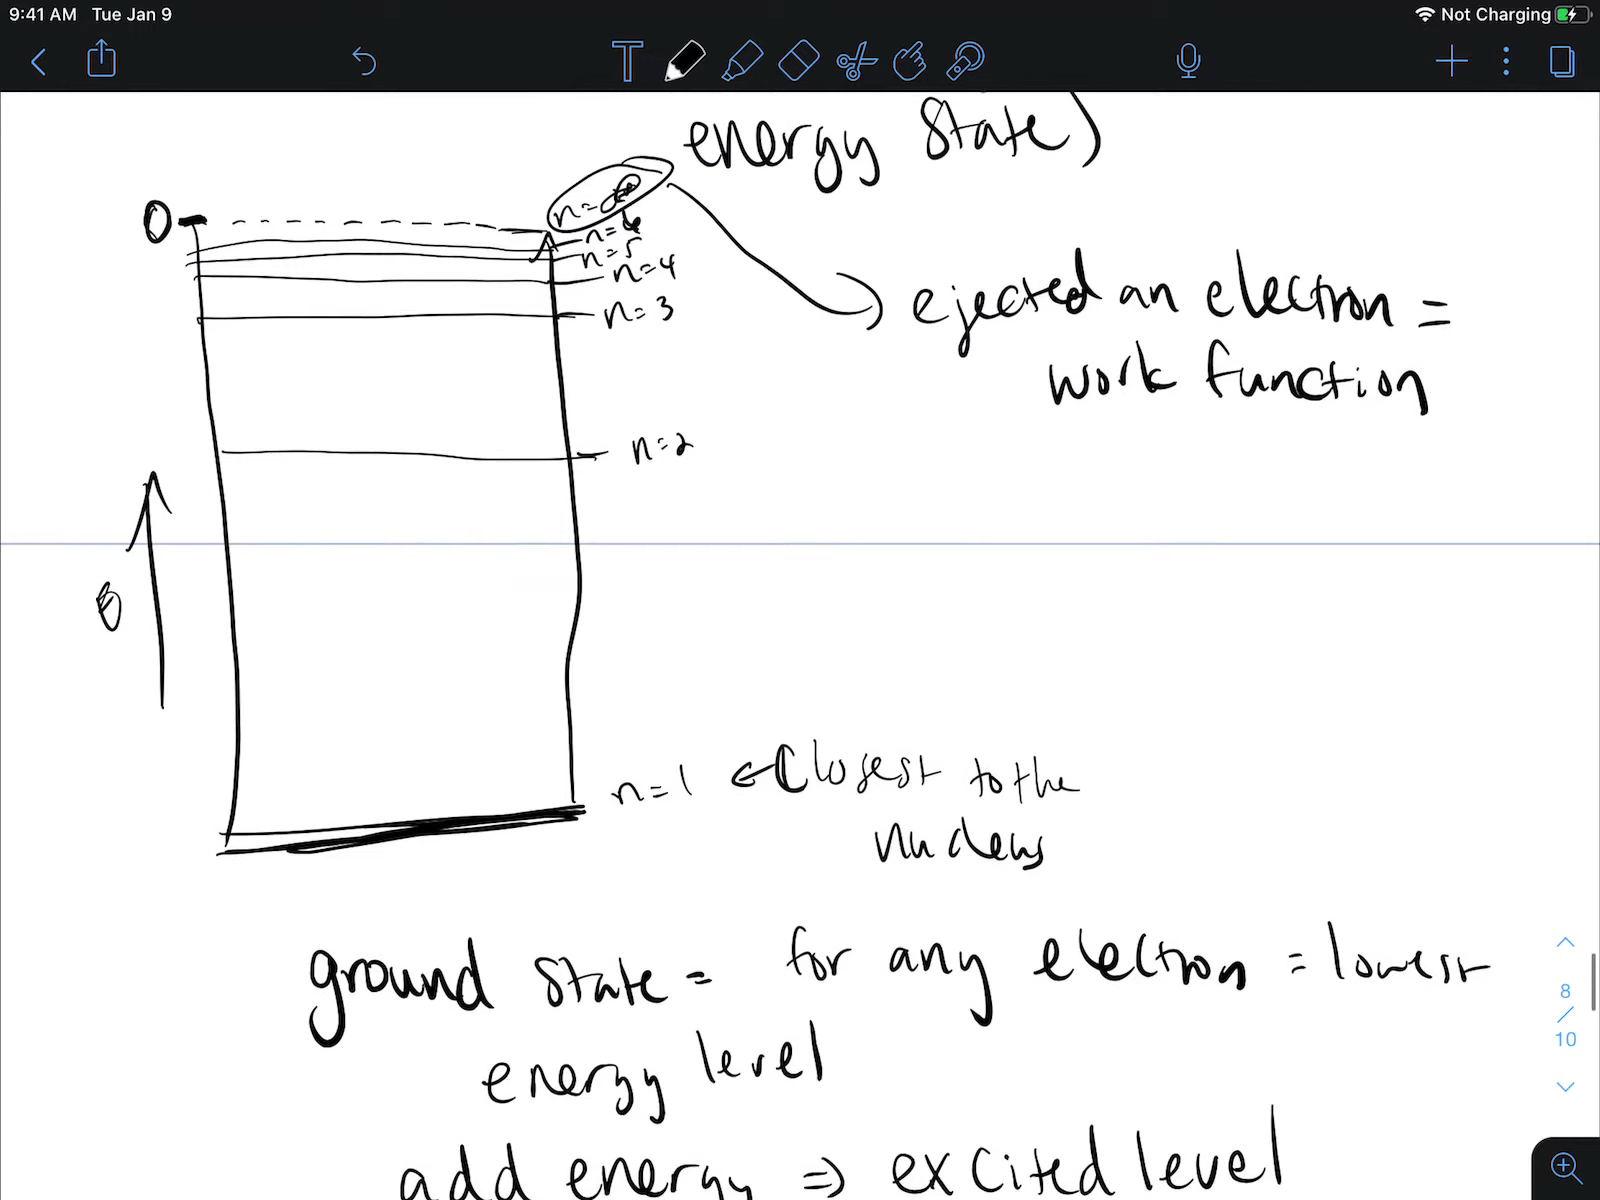 9:41 AM Tue Jan 9
Not Charging
T
energy state)
0
n=∞
n=6
n=5
n=4
n=3
ejected an electron =
work function
n=2
E
n=1 ← Closest to the
nucleus
ground state = for any electron = lowest
energy level
8
/
10
add energy ⇒ excited level